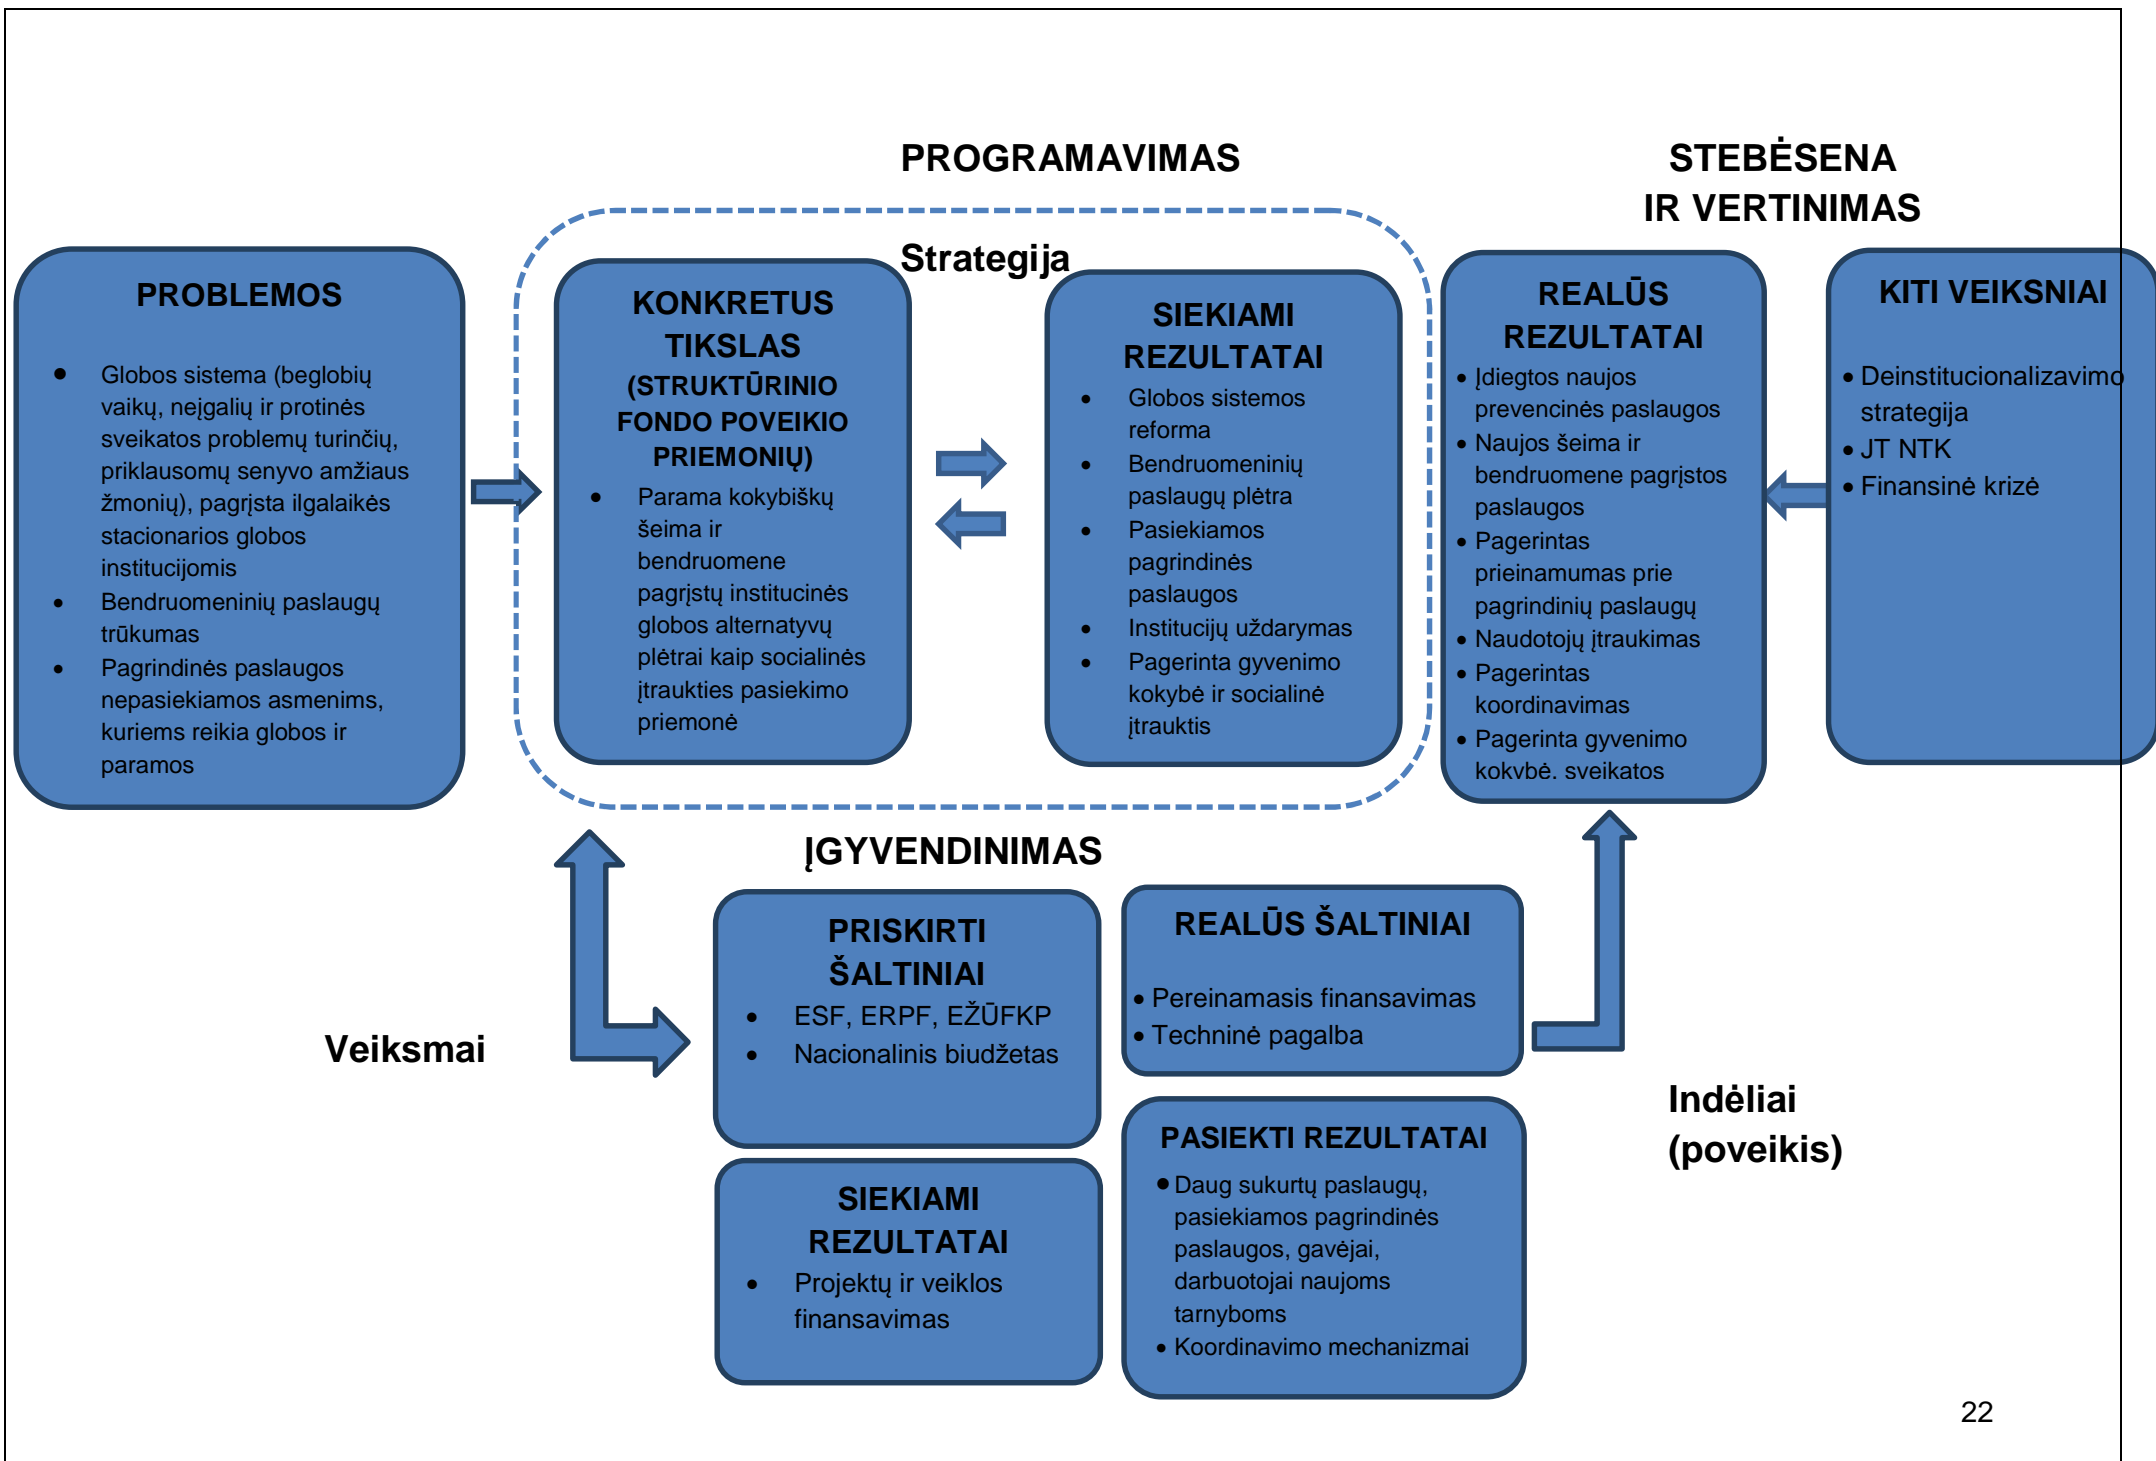 PROGRAMAVIMAS
STEBĖSENA
IR VERTINIMAS
Strategija
PROBLEMOS
• Globos sistema (beglobių
vaikų, neįgalių ir protinės
sveikatos problemų turinčių,
priklausomų senyvo amžiaus
žmonių), pagrįsta ilgalaikės
stacionarios globos
institucijomis
• Bendruomeninių paslaugų
trūkumas
• Pagrindinės paslaugos
nepasiekiamos asmenims,
kuriems reikia globos ir
paramos
KONKRETUS
TIKSLAS
(STRUKTŪRINIO
FONDO POVEIKIO
PRIEMONIŲ)
• Parama kokybiškų
šeima ir
bendruomene
pagrįstų institucinės
globos alternatyvų
plėtrai kaip socialinės
įtraukties pasiekimo
priemonė
SIEKIAMI
REZULTATAI
• Globos sistemos
reforma
• Bendruomeninių
paslaugų plėtra
• Pasiekiamos
pagrindinės
paslaugos
• Institucijų uždarymas
• Pagerinta gyvenimo
kokybė ir socialinė
įtrauktis
REALŪS
REZULTATAI
• Įdiegtos naujos
prevencinės paslaugos
• Naujos šeima ir
bendruomene pagrįstos
paslaugos
• Pagerintas
prieinamumas prie
pagrindinių paslaugų
• Naudotojų įtraukimas
• Pagerintas
koordinavimas
• Pagerinta gyvenimo
kokybė, sveikatos
KITI VEIKSNIAI
• Deinstitucionalizavimo
strategija
• JT NTK
• Finansinė krizė
ĮGYVENDINIMAS
Veiksmai
PRISKIRTI
ŠALTINIAI
• ESF, ERPF, EŽŪFKP
• Nacionalinis biudžetas
SIEKIAMI
REZULTATAI
• Projektų ir veiklos
finansavimas
REALŪS ŠALTINIAI
• Pereinamasis finansavimas
• Techninė pagalba
PASIEKTI REZULTATAI
• Daug sukurtų paslaugų,
pasiekiamos pagrindinės
paslaugos, gavėjai,
darbuotojai naujoms
tarnyboms
• Koordinavimo mechanizmai
Indėliai
(poveikis)
22